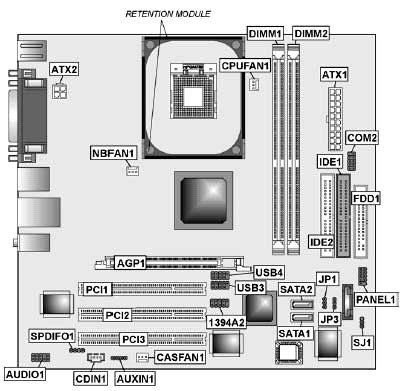 RETENTION MODULE
DIMM1
DIMM2
CPUFAN1
ATX2
ATX1
COM2
NBFAN1
IDE1
FDD1
IDE2
AGP1
USB4
PCI1
USB3
SATA2
JP1
PANEL1
PCI2
1394A2
SATA1
JP3
SPDIFO1
PCI3
SJ1
CASFAN1
AUDIO1
CDIN1
AUXIN1